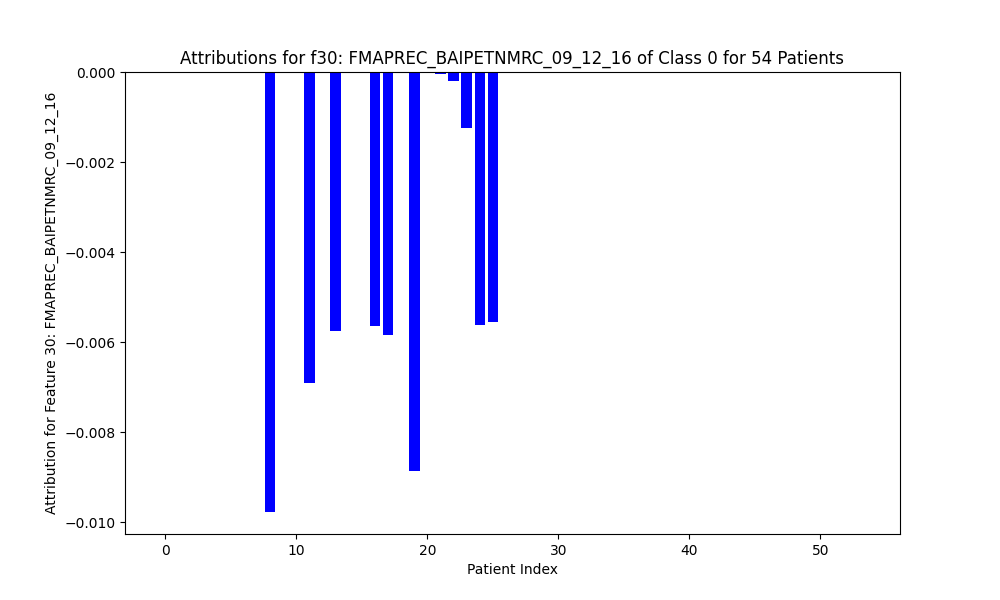 Attributions for f30: FMAPREC_BAIPETNMRC_09_12_16 of Class 0 for 54 Patients
Attribution for Feature 30: FMAPREC_BAIPETNMRC_09_12_16
0.000
−0.002
−0.004
−0.006
−0.008
−0.010
0 10 20 30 40 50
Patient Index